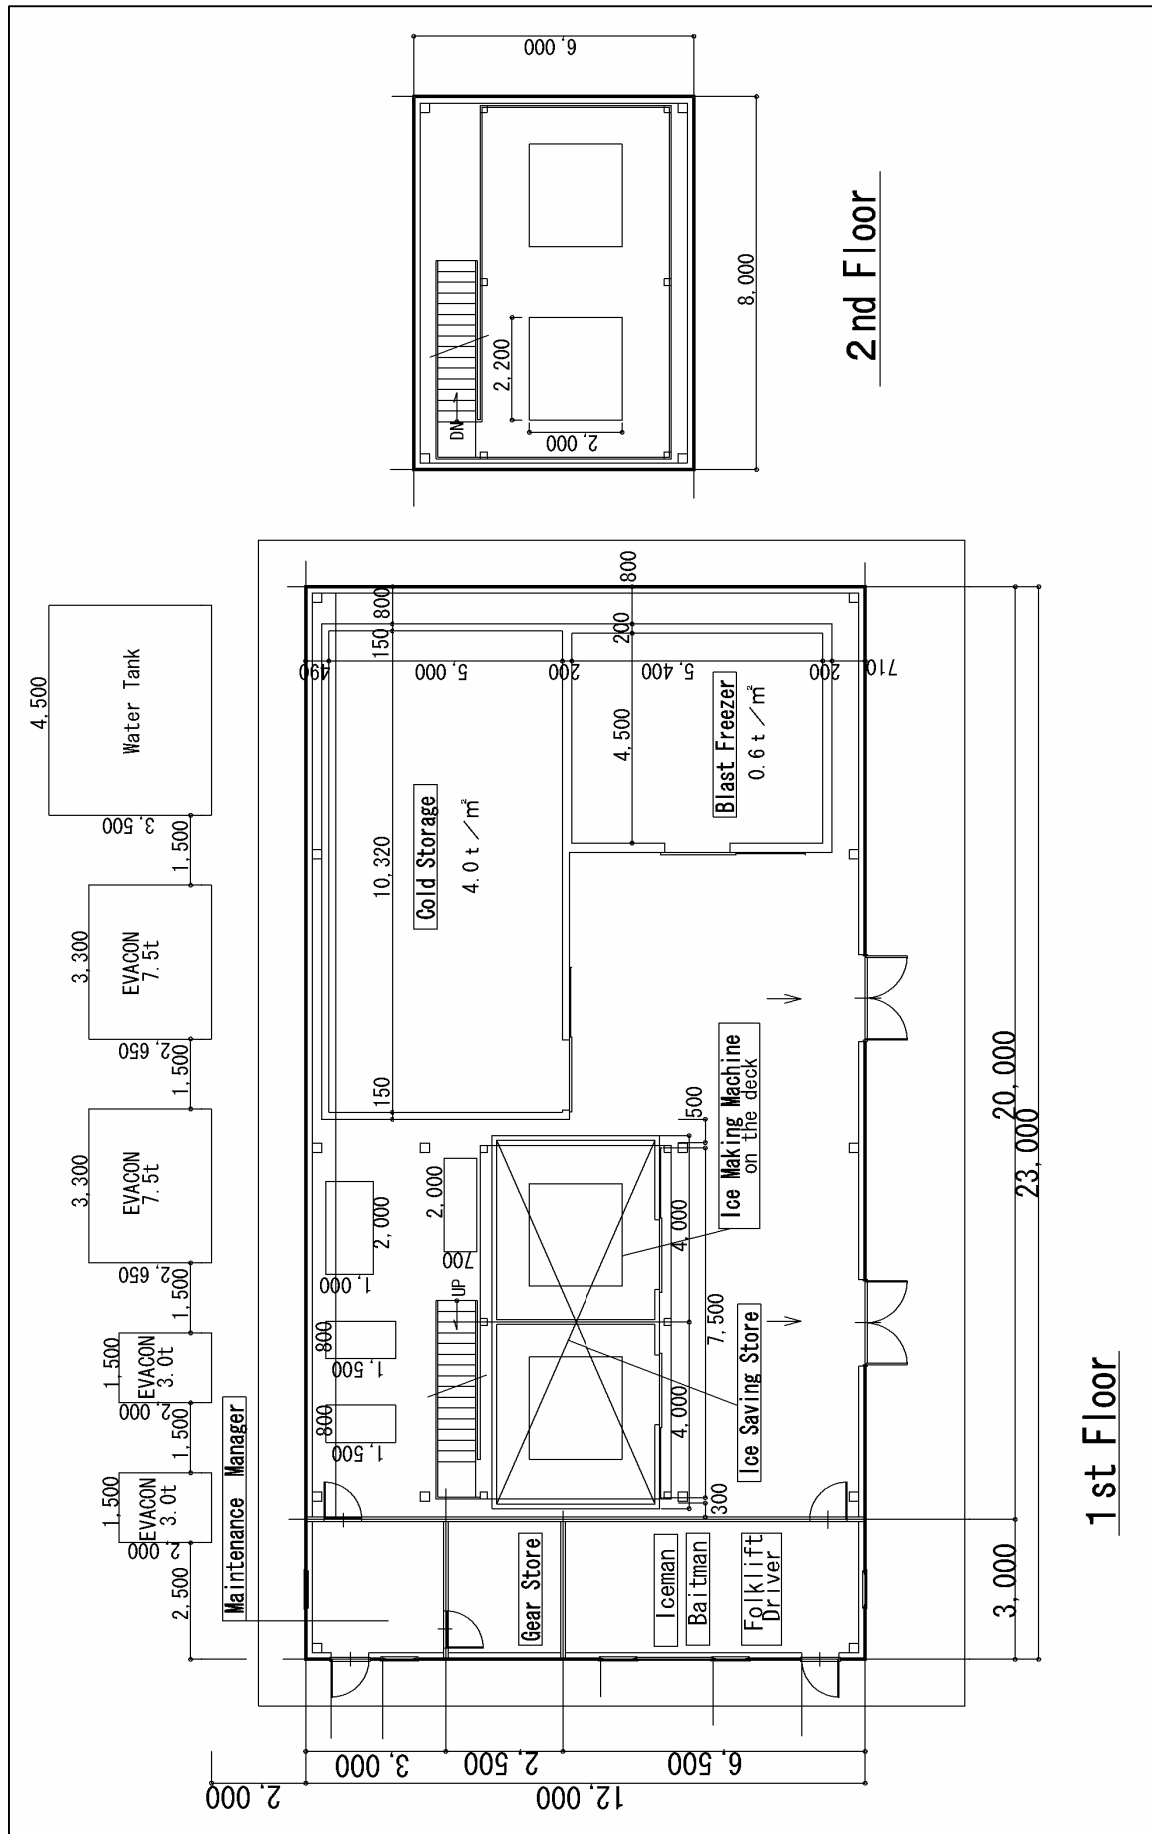 6,000
8,000
2,200
2,000
DN
2nd Floor
4,500
Water Tank
3,500
1,500
3,300
EVACON
7.5t
2,650
1,500
3,300
EVACON
7.5t
2,650
1,500
1,500
EVACON
3.0t
2,000
1,500
1,500
EVACON
3.0t
2,000
2,500
Maintenance Manager
800
150
490
5,000
200
5,400
200
710
800
200
4,500
10,320
150
Cold Storage
4.0t/㎡
Blast Freezer
0.6t/㎡
Ice Making Machine
on the deck
500
2,000
1,000
2,000
700
UP
800
1,500
800
1,500
4,000
7,500
4,000
300
Ice Saving Store
Gear Store
Iceman
Baitman
Folklift
Driver
20,000
23,000
3,000
2,000
3,000
2,500
6,500
12,000
1st Floor